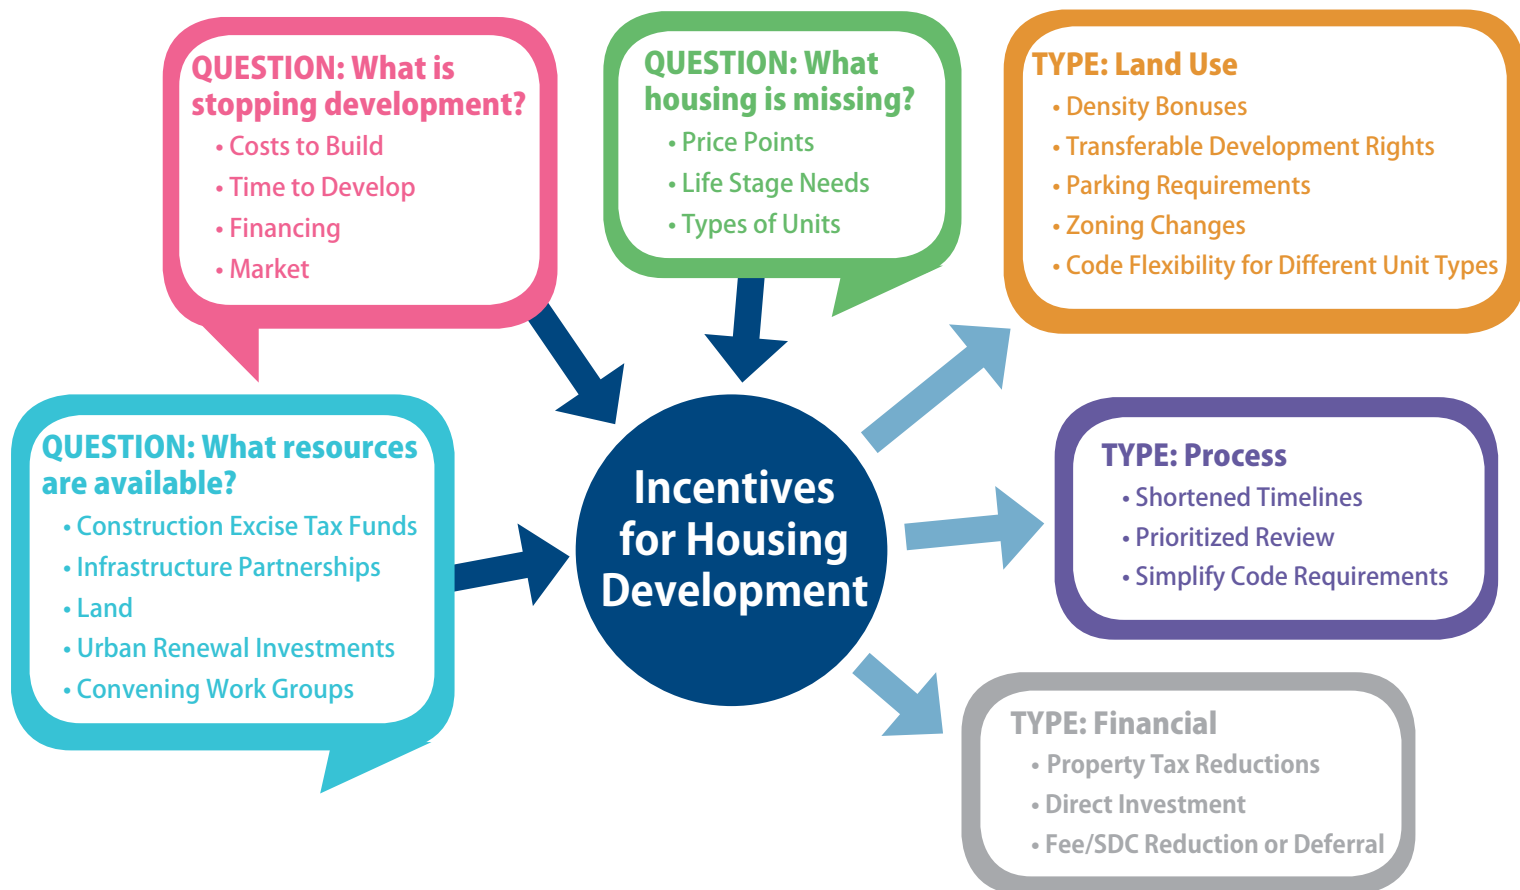 QUESTION: What is
stopping development?
• Costs to Build
• Time to Develop
• Financing
• Market
QUESTION: What
housing is missing?
• Price Points
• Life Stage Needs
• Types of Units
TYPE: Land Use
• Density Bonuses
• Transferable Development Rights
• Parking Requirements
• Zoning Changes
• Code Flexibility for Different Unit Types
QUESTION: What resources
are available?
• Construction Excise Tax Funds
• Infrastructure Partnerships
• Land
• Urban Renewal Investments
• Convening Work Groups
Incentives
for Housing
Development
TYPE: Process
• Shortened Timelines
• Prioritized Review
• Simplify Code Requirements
TYPE: Financial
• Property Tax Reductions
• Direct Investment
• Fee/SDC Reduction or Deferral